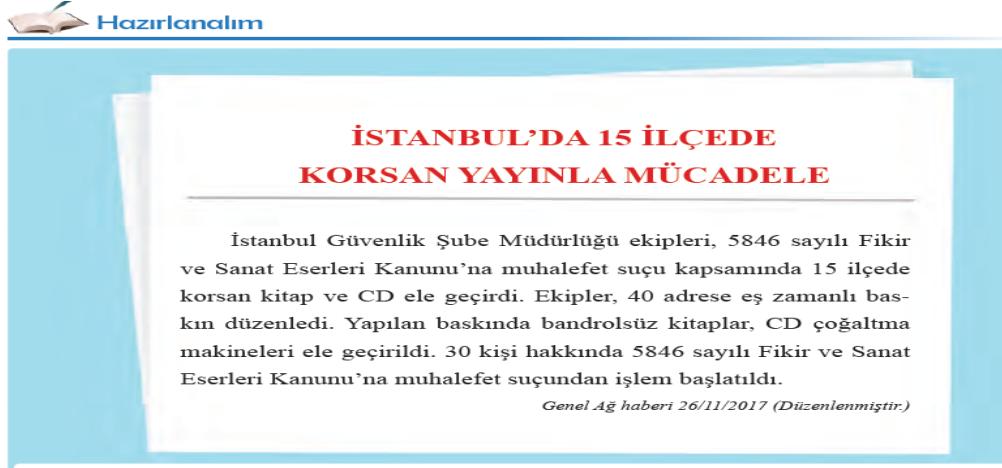 Hazırlanalım
İSTANBUL’DA 15 İLÇEDE
KORSAN YAYINLA MÜCADELE
İstanbul Güvenlik Şube Müdürlüğü ekipleri, 5846 sayılı Fikir
ve Sanat Eserleri Kanunu’na muhalefet suçu kapsamında 15 ilçede
korsan kitap ve CD ele geçirdi. Ekipler, 40 adrese eş zamanlı bas-
kın düzenledi. Yapılan baskında bandrolsüz kitaplar, CD çoğaltma
makineleri ele geçirildi. 30 kişi hakkında 5846 sayılı Fikir ve Sanat
Eserleri Kanunu’na muhalefet suçundan işlem başlatıldı.
Genel Ağ haberi 26/11/2017 (Düzenlenmiştir.)